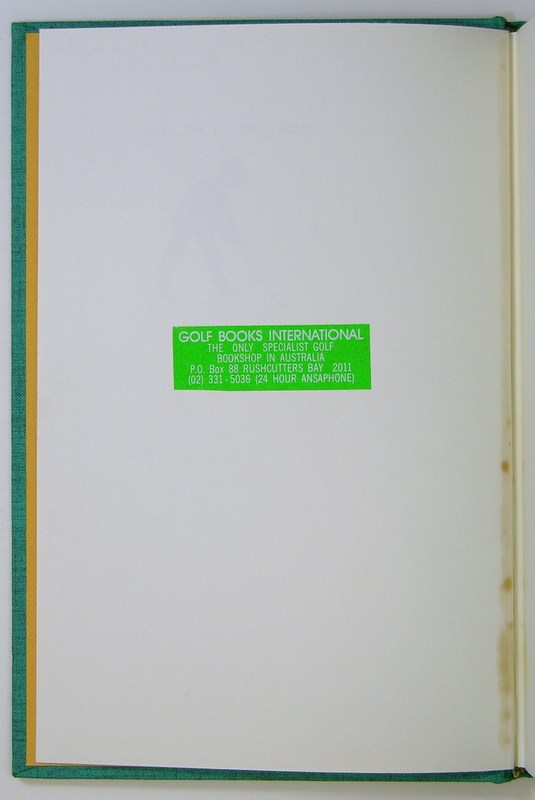 GOLF BOOKS INTERNATIONAL
THE ONLY SPECIALIST GOLF
BOOKSHOP IN AUSTRALIA
P.O. Box 88 RUSHCUTTERS BAY 2011
(02) 331-5036 (24 HOUR ANSAPHONE)